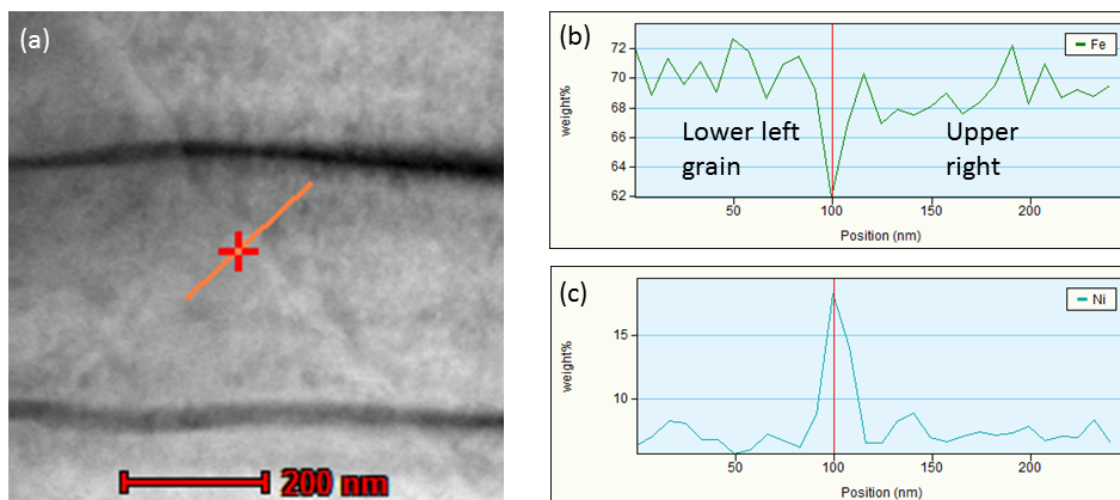 (a)
200 nm
(b)
Fe
72
70
68
66
64
62
weight%
Lower left
grain
Upper
right
50
100
150
200
Position (nm)
(c)
Ni
15
10
weight%
50
100
150
200
Position (nm)